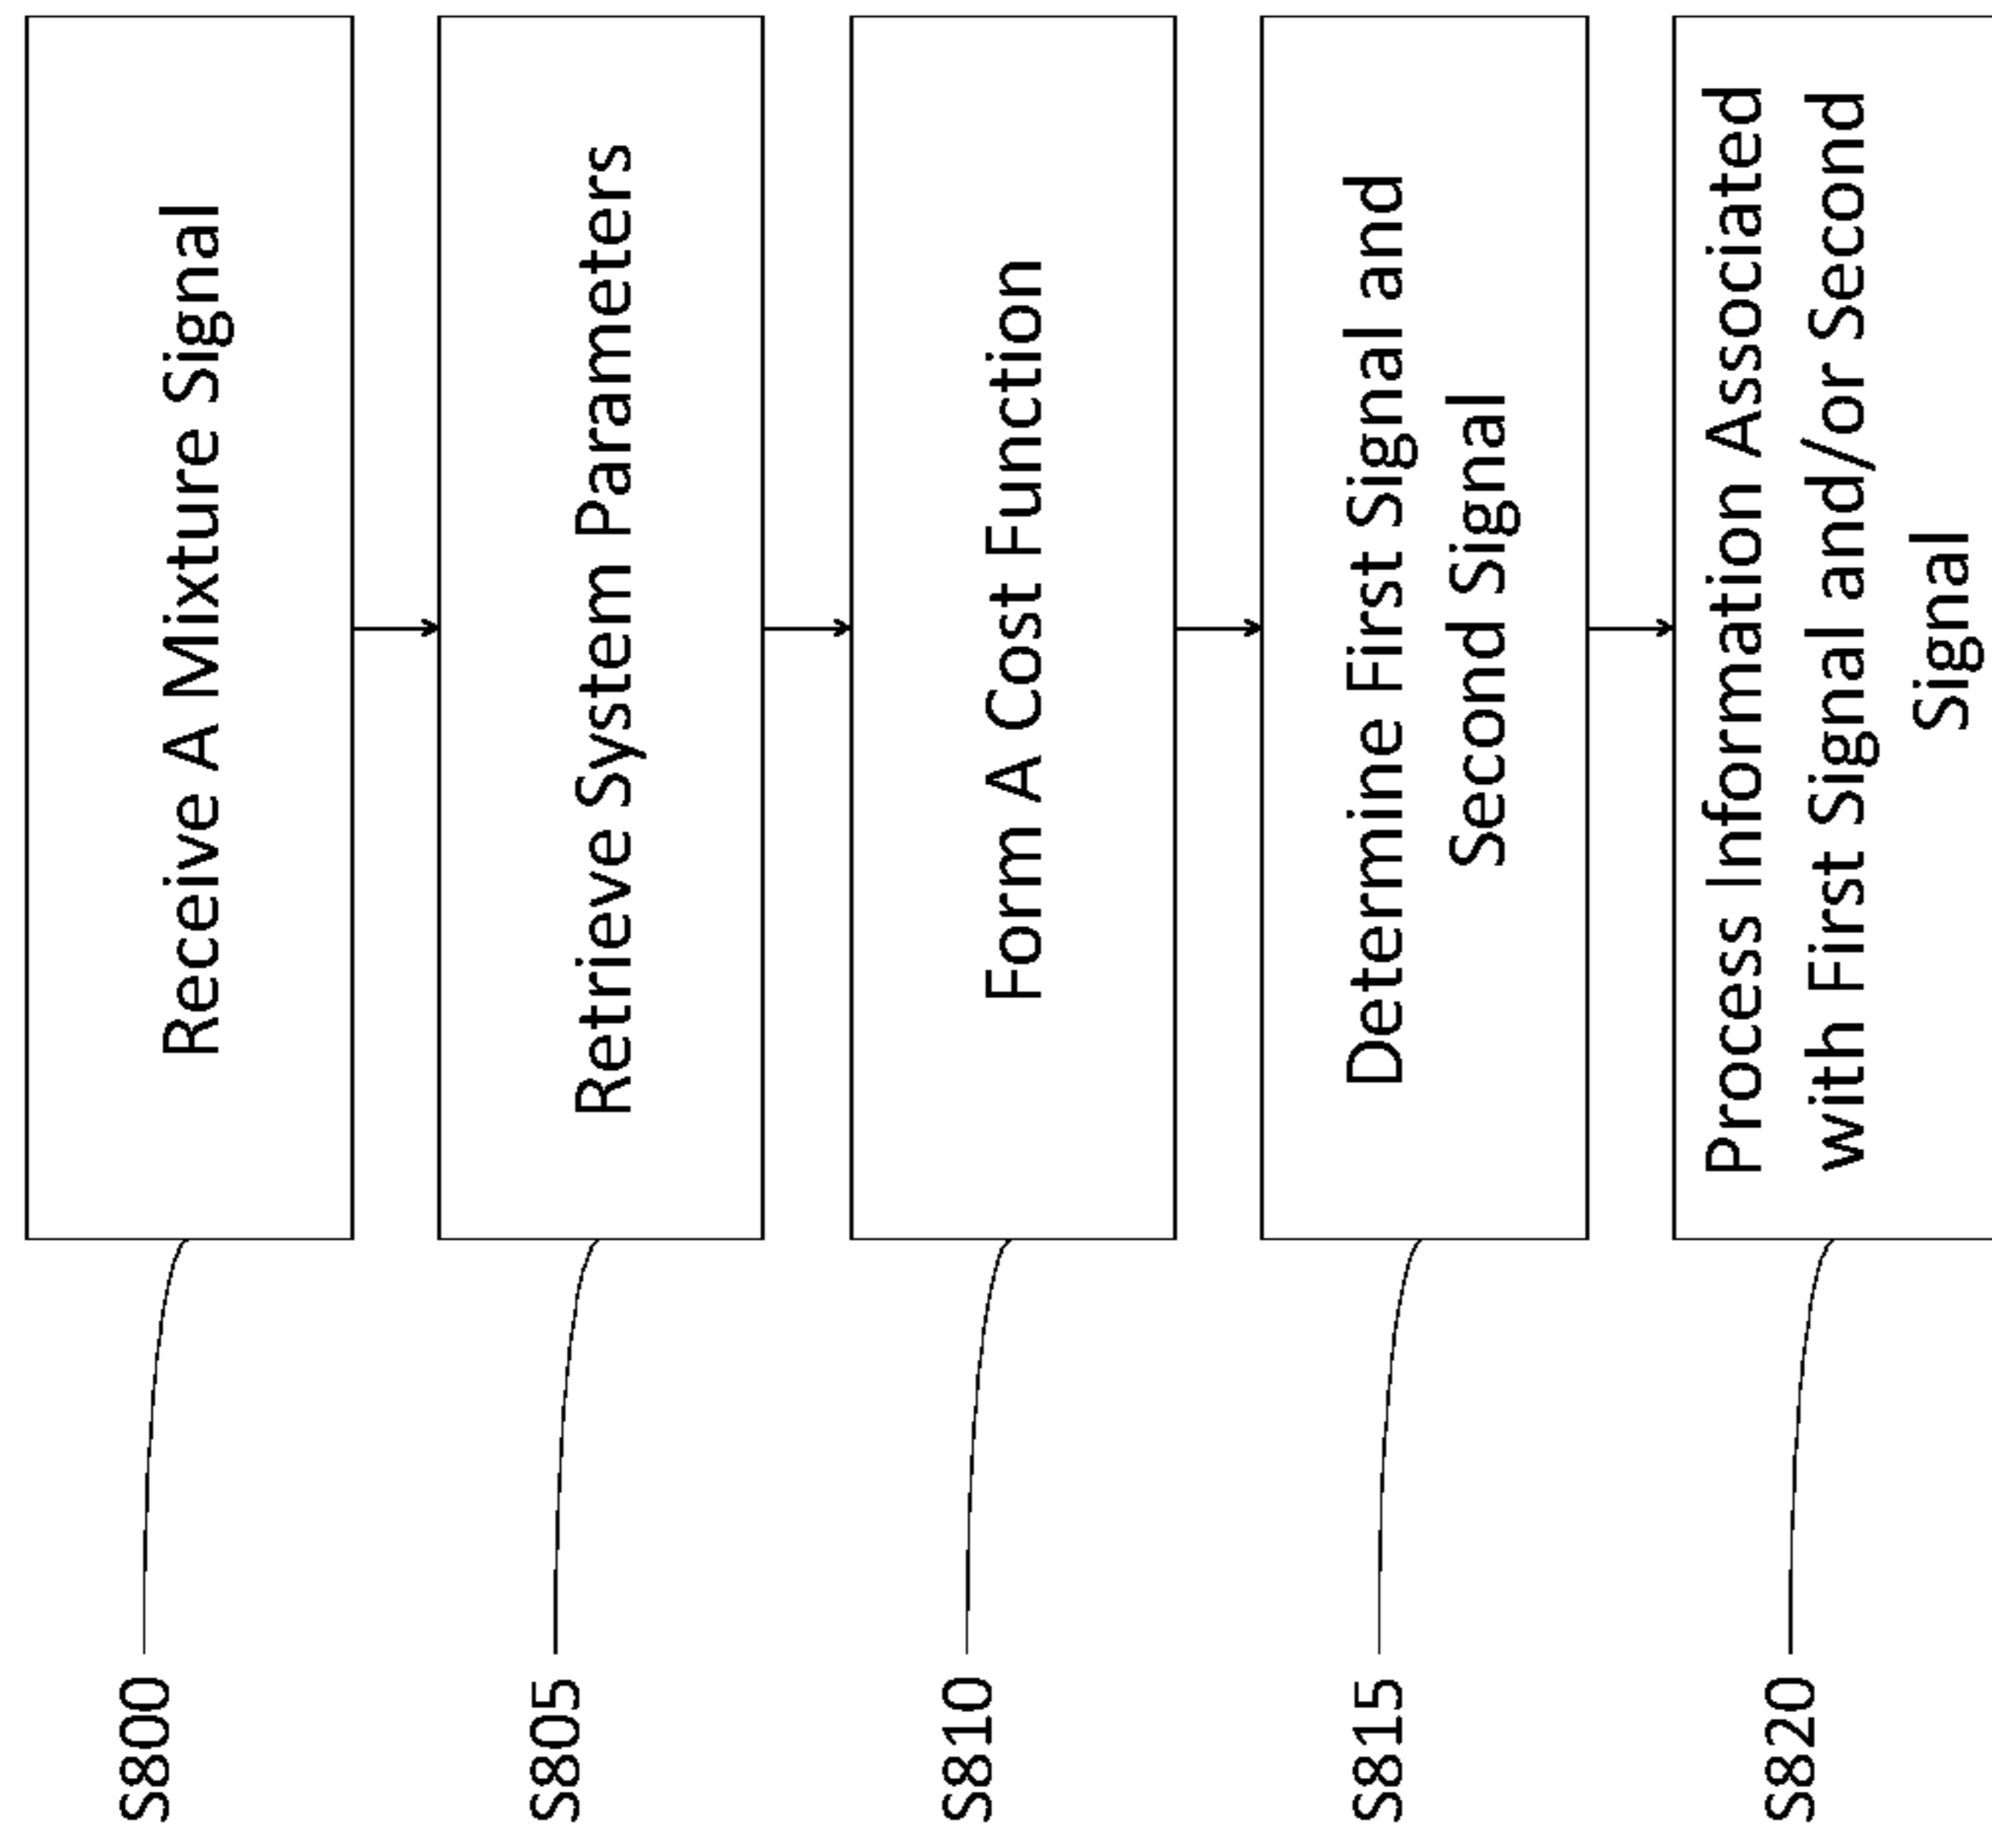 S800
Receive A Mixture Signal
S805
Retrieve System Parameters
S810
Form A Cost Function
S815
Determine First Signal and
Second Signal
S820
Process Information Associated
with First Signal and/or Second
Signal